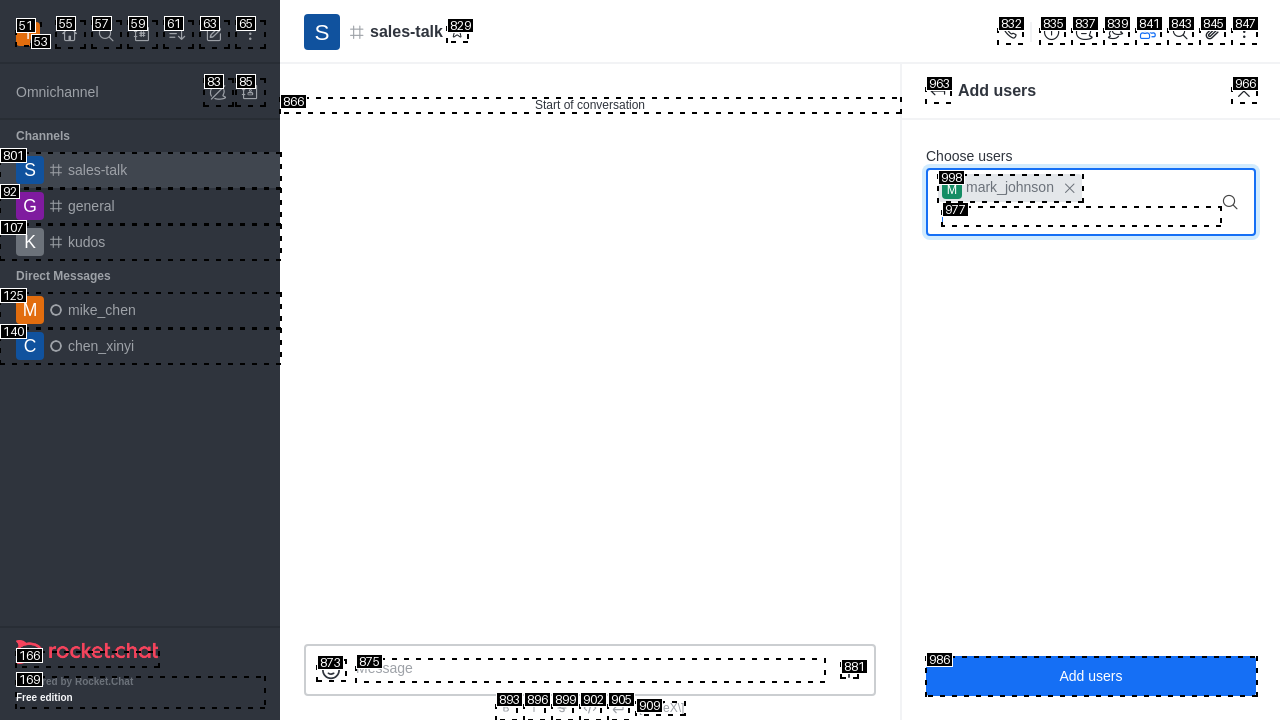 51
53
55
57
59
61
63
65
S
sales-talk
829
832
835
837
839
841
843
845
847
Omnichannel
83
85
866
Start of conversation
963
Add users
966
Channels
801
S
sales-talk
92
G
general
107
K
kudos
Direct Messages
125
M
mike_chen
140
C
chen_xinyi
Choose users
998
M
mark_johnson
977
166
rocket.chat
169
by Rocket.Chat
Free edition
873
875
Message
881
893
896
899
902
905
909
986
Add users